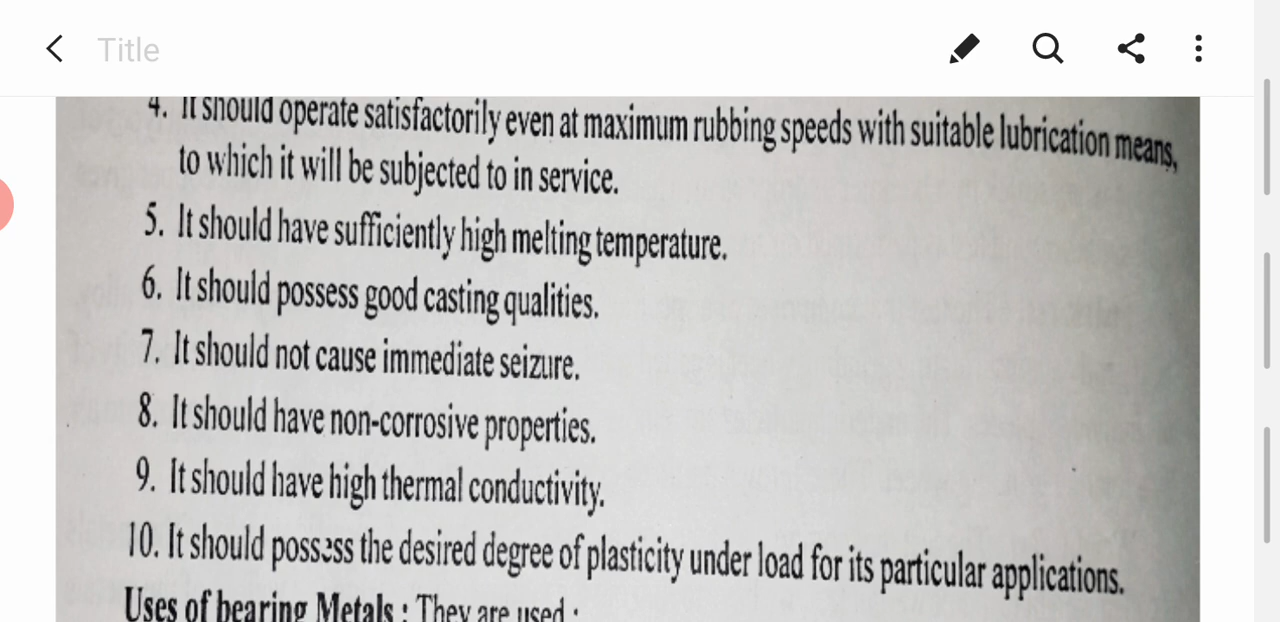 Title
4. It should operate satisfactorily even at maximum rubbing speeds with suitable lubrication means,
to which it will be subjected to in service.
5. It should have sufficiently high melting temperature.
6. It should possess good casting qualities.
7. It should not cause immediate seizure.
8. It should have non-corrosive properties.
9. It should have high thermal conductivity.
10. It should possess the desired degree of plasticity under load for its particular applications.
Uses of bearing Metals : They are used :